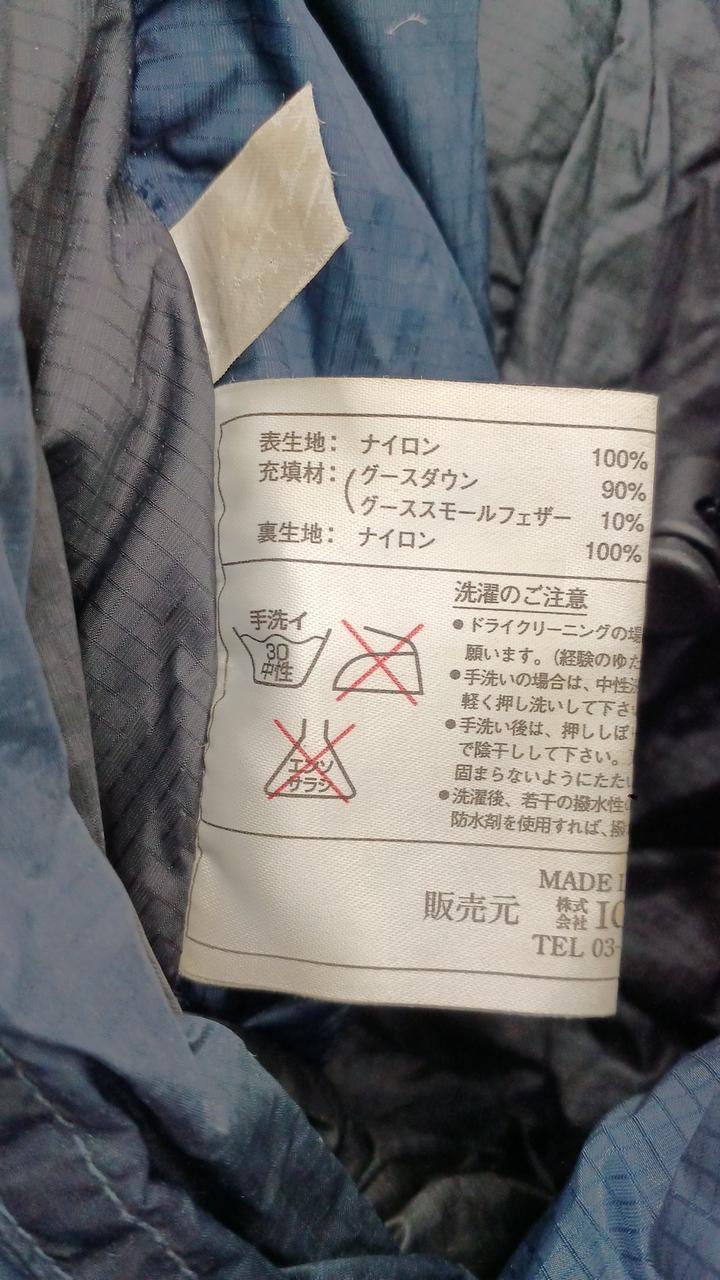 表生地： ナイロン 100%
充填材：（グースダウン 90%
グーススモールフェザー 10%
裏生地： ナイロン 100%
手洗イ
30
中性
エンソ
サラシ
洗濯のご注意
●ドライクリーニングの場
願います。（経験のゆた
●手洗いの場合は、中性洗
軽く押し洗いして下さ
●手洗い後は、押ししぼ
で陰干しして下さい。
固まらないようにたた
●洗濯後、若干の撥水性
防水剤を使用すれば、撥
MADE I
販売元 株式会社 IC
TEL 03-